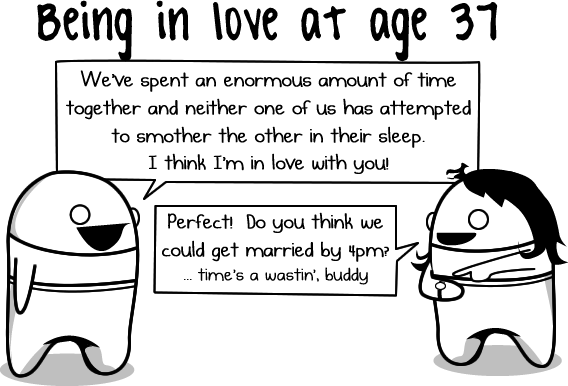 Being in love at age 37
We've spent an enormous amount of time
together and neither one of us has attempted
to smother the other in their sleep.
I think I'm in love with you!
Perfect! Do you think we
could get married by 4pm?
... time's a wastin', buddy